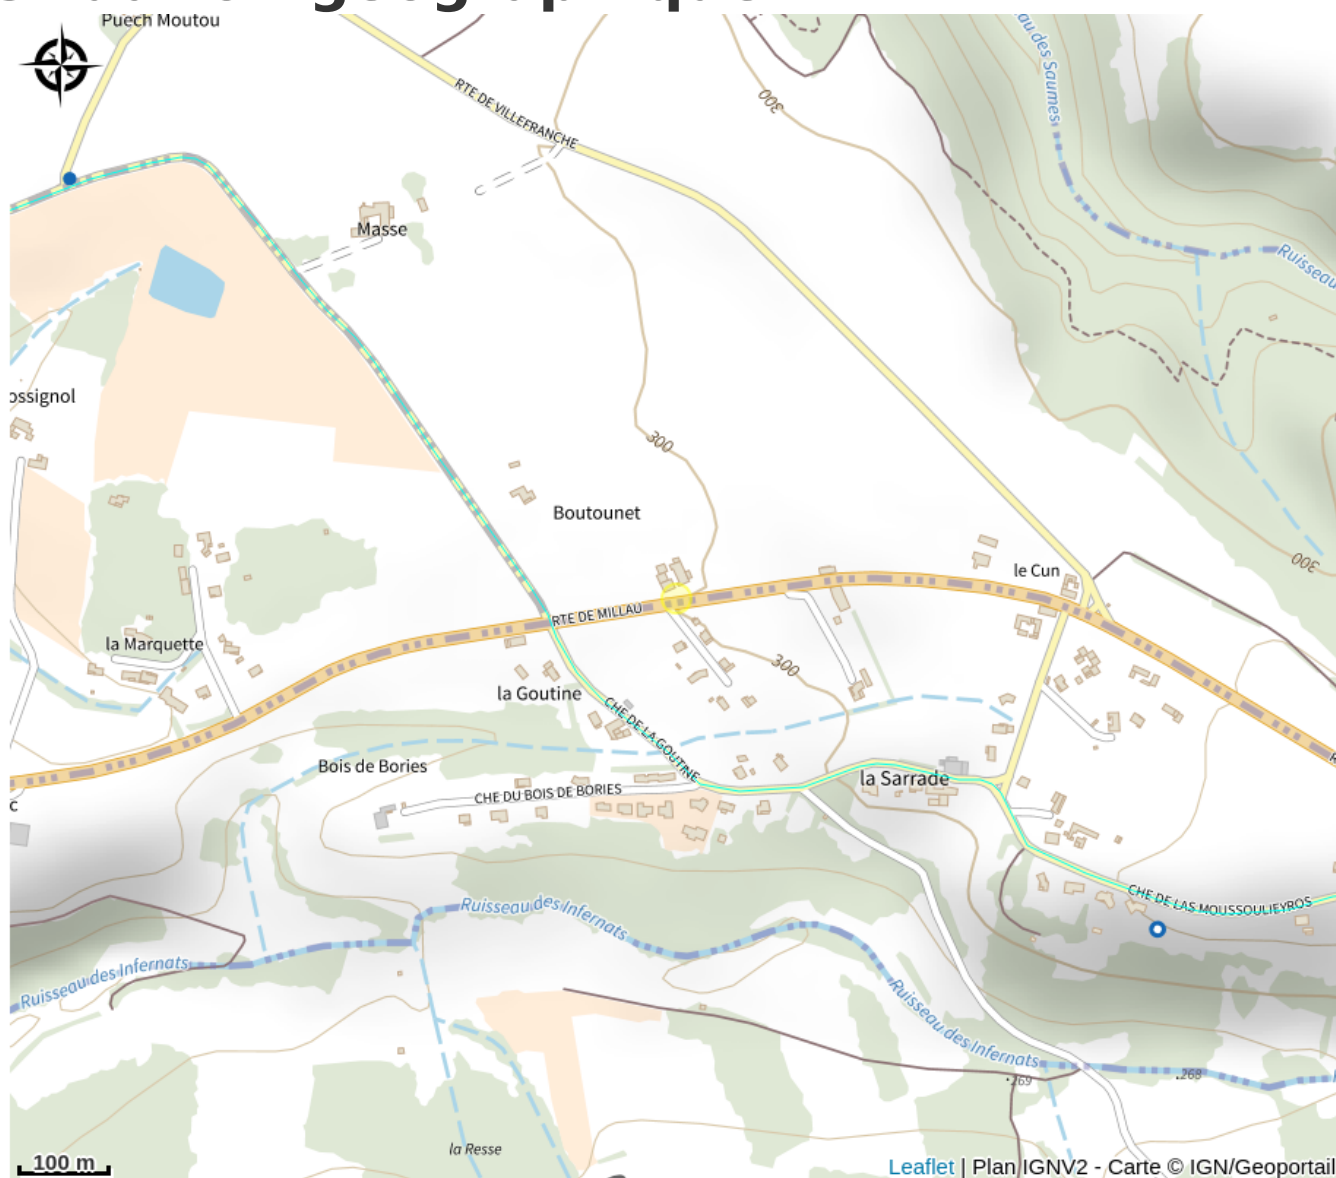 Puech Moutou
RTE DE VILLEFRANCHE
300
au des Saumes
Masse
Ruisseau
ossignol
300
Boutounet
300
le Cun
RTE DE MILLAU
la Marquette
300
la Goutine
CHE DE LA GOUTINE
Bois de Bories
la Sarrade
CHE DU BOIS DE BORIES
c
CHE DE LAS MOUSSOULIEYROS
Ruisseau des Infernats
Ruisseau des Infernats
Ruisseau des Infernats
269
268
la Resse
100 m
Leaflet | Plan IGNV2 - Carte © IGN/Geoportail